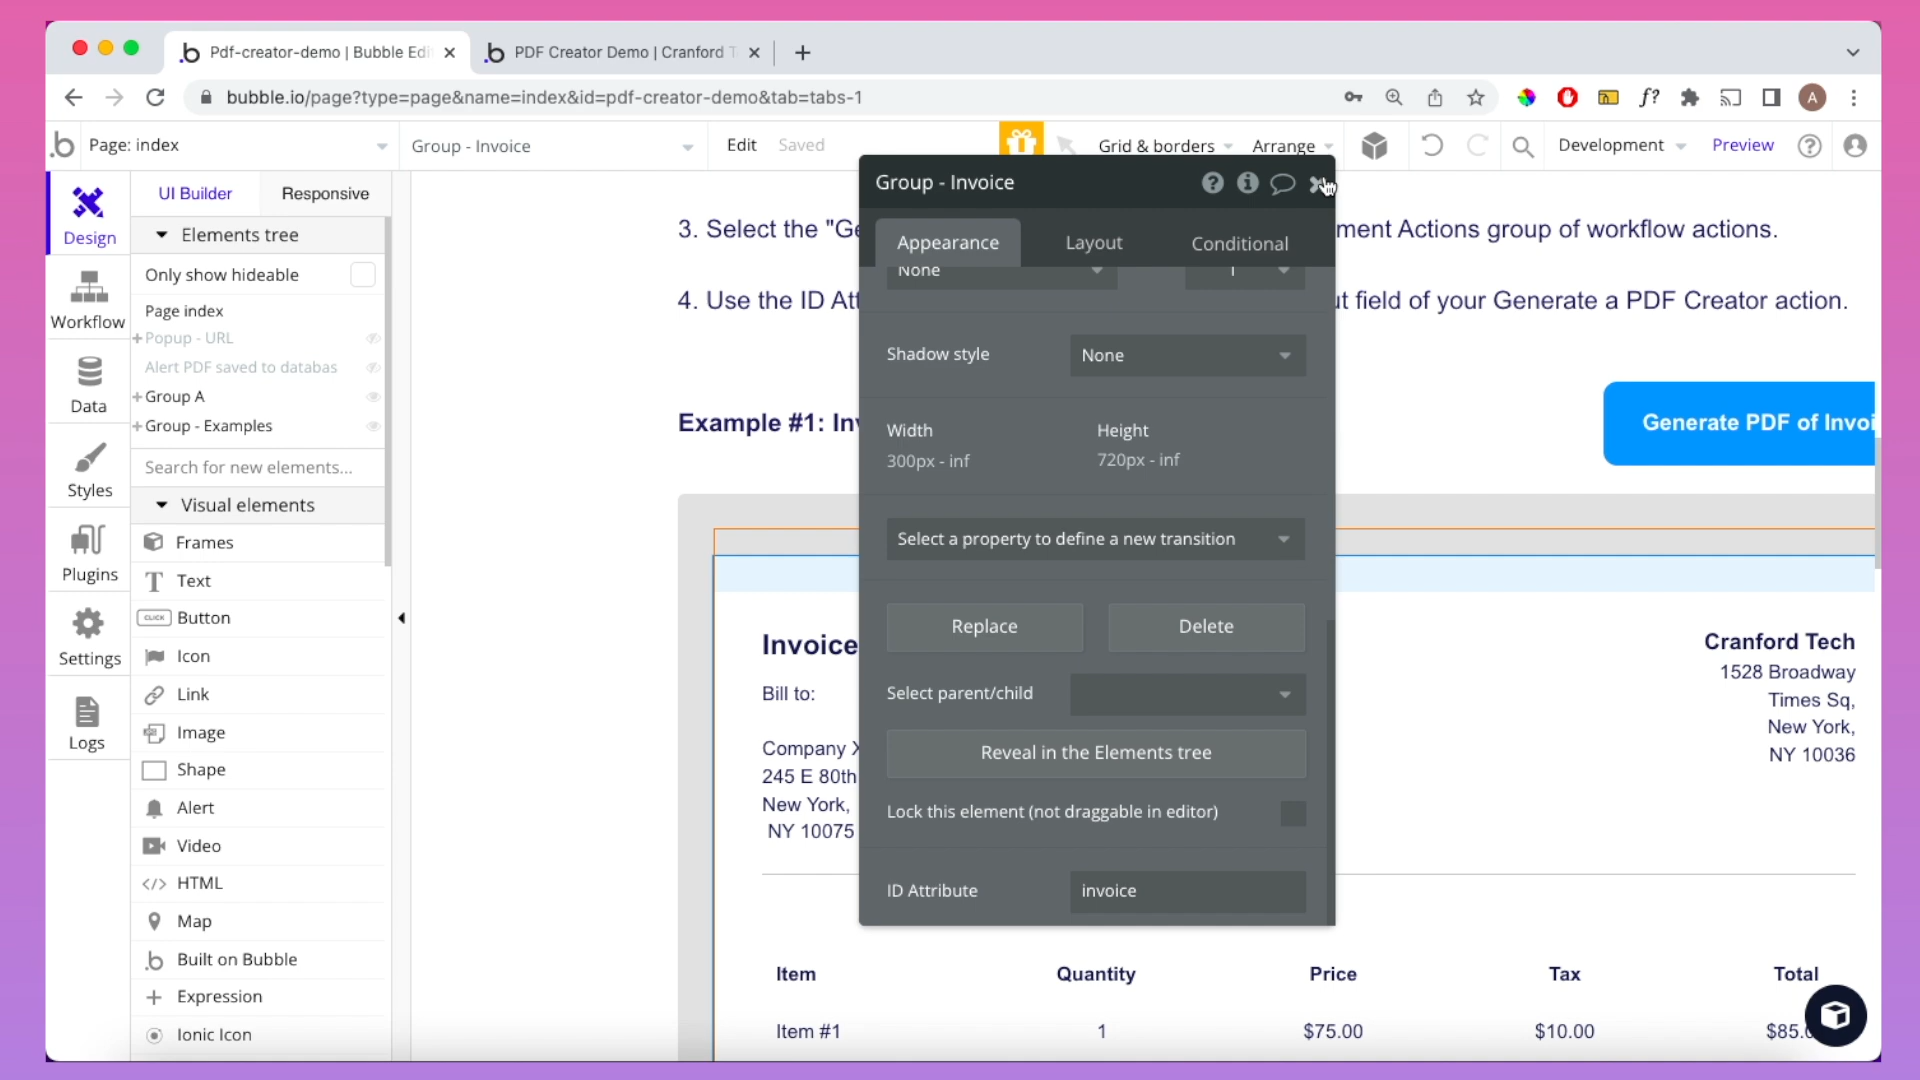 Pdf-creator-demo | Bubble Edi
PDF Creator Demo | Cranford T
bubble.io/page?type=page&name=index&id=pdf-creator-demo&tab=tabs-1
f?
A
Page: index
Group - Invoice
Edit
Saved
Grid & borders
Arrange
Development
Preview
Design
Workflow
Data
Styles
Plugins
Settings
Logs
UI Builder
Responsive
Elements tree
Only show hideable
Page index
Popup - URL
Alert PDF saved to databas
Group A
Group - Examples
Search for new elements...
Visual elements
Frames
Text
CLICK Button
Icon
Link
Image
Shape
Alert
Video
HTML
Map
Built on Bubble
Expression
Ionic Icon
3. Select the "Ge
ment Actions group of workflow actions.
4. Use the ID Att
ut field of your Generate a PDF Creator action.
Example #1: Inv
Generate PDF of Invoi
Group - Invoice
Appearance
Layout
Conditional
None
1
Shadow style
None
Width
Height
300px - inf
720px - inf
Select a property to define a new transition
Replace
Delete
Select parent/child
Reveal in the Elements tree
Lock this element (not draggable in editor)
ID Attribute
invoice
Invoice
Bill to:
Company X
245 E 80th
New York,
NY 10075
Cranford Tech
1528 Broadway
Times Sq,
New York,
NY 10036
Item
Quantity
Price
Tax
Total
Item #1
1
$75.00
$10.00
$85.0